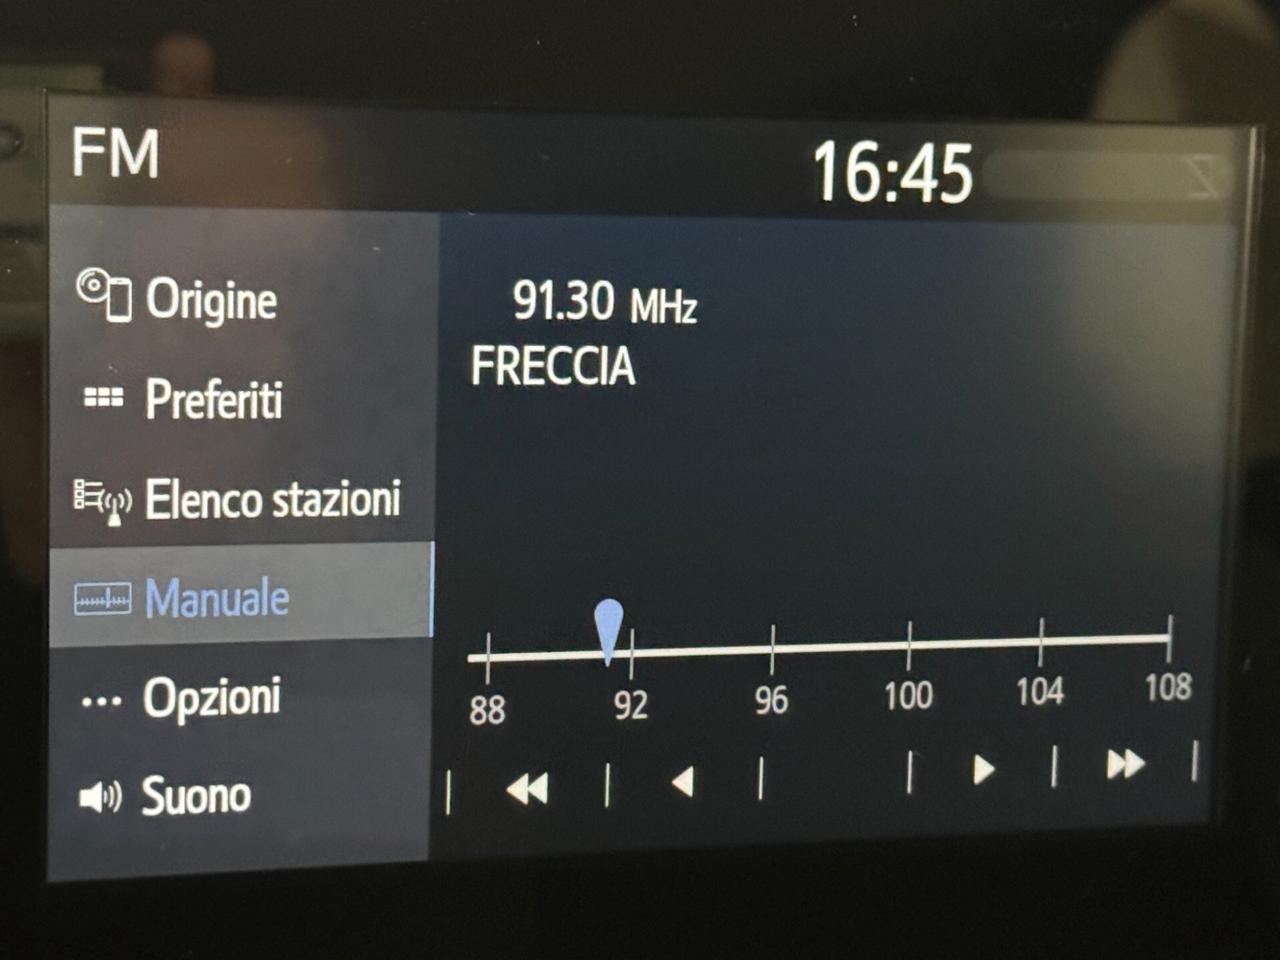 FM
16:45
Origine
Preferiti
Elenco stazioni
Manuale
Opzioni
Suono
91.30 MHz
FRECCIA
88 92 96 100 104 108